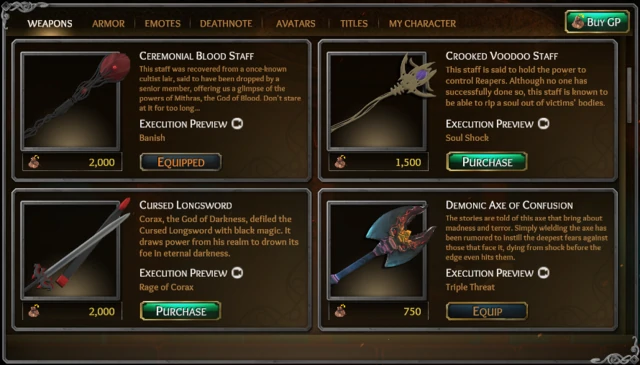 WEAPONS ARMOR EMOTES DEATHNOTE AVATARS TITLES MY CHARACTER BUY GP
CEREMONIAL BLOOD STAFF
This staff was recovered from a once-known
cultist lair, said to have been dropped by a
senior member, offering us a glimpse of the
powers of Mithras, the God of Blood. Don't stare
at it for too long...
EXECUTION PREVIEW
Banish
2,000
EQUIPPED
CROOKED VOODOO STAFF
This staff is said to hold the power to
control Reapers. Although no one has
successfully done so, this staff is known to
be able to rip a soul out of victims' bodies.
EXECUTION PREVIEW
Soul Shock
1,500
PURCHASE
CURSED LONGSWORD
Corax, the God of Darkness, defiled the
Cursed Longsword with black magic. It
draws power from his realm to drown its
foe in eternal darkness.
EXECUTION PREVIEW
Rage of Corax
2,000
PURCHASE
DEMONIC AXE OF CONFUSION
The stories are told of this axe that bring about
madness and terror. Simply wielding the axe has
been rumored to instill the deepest fears against
those that face it, dying from shock before the
edge even hits them.
EXECUTION PREVIEW
Triple Threat
750
EQUIP